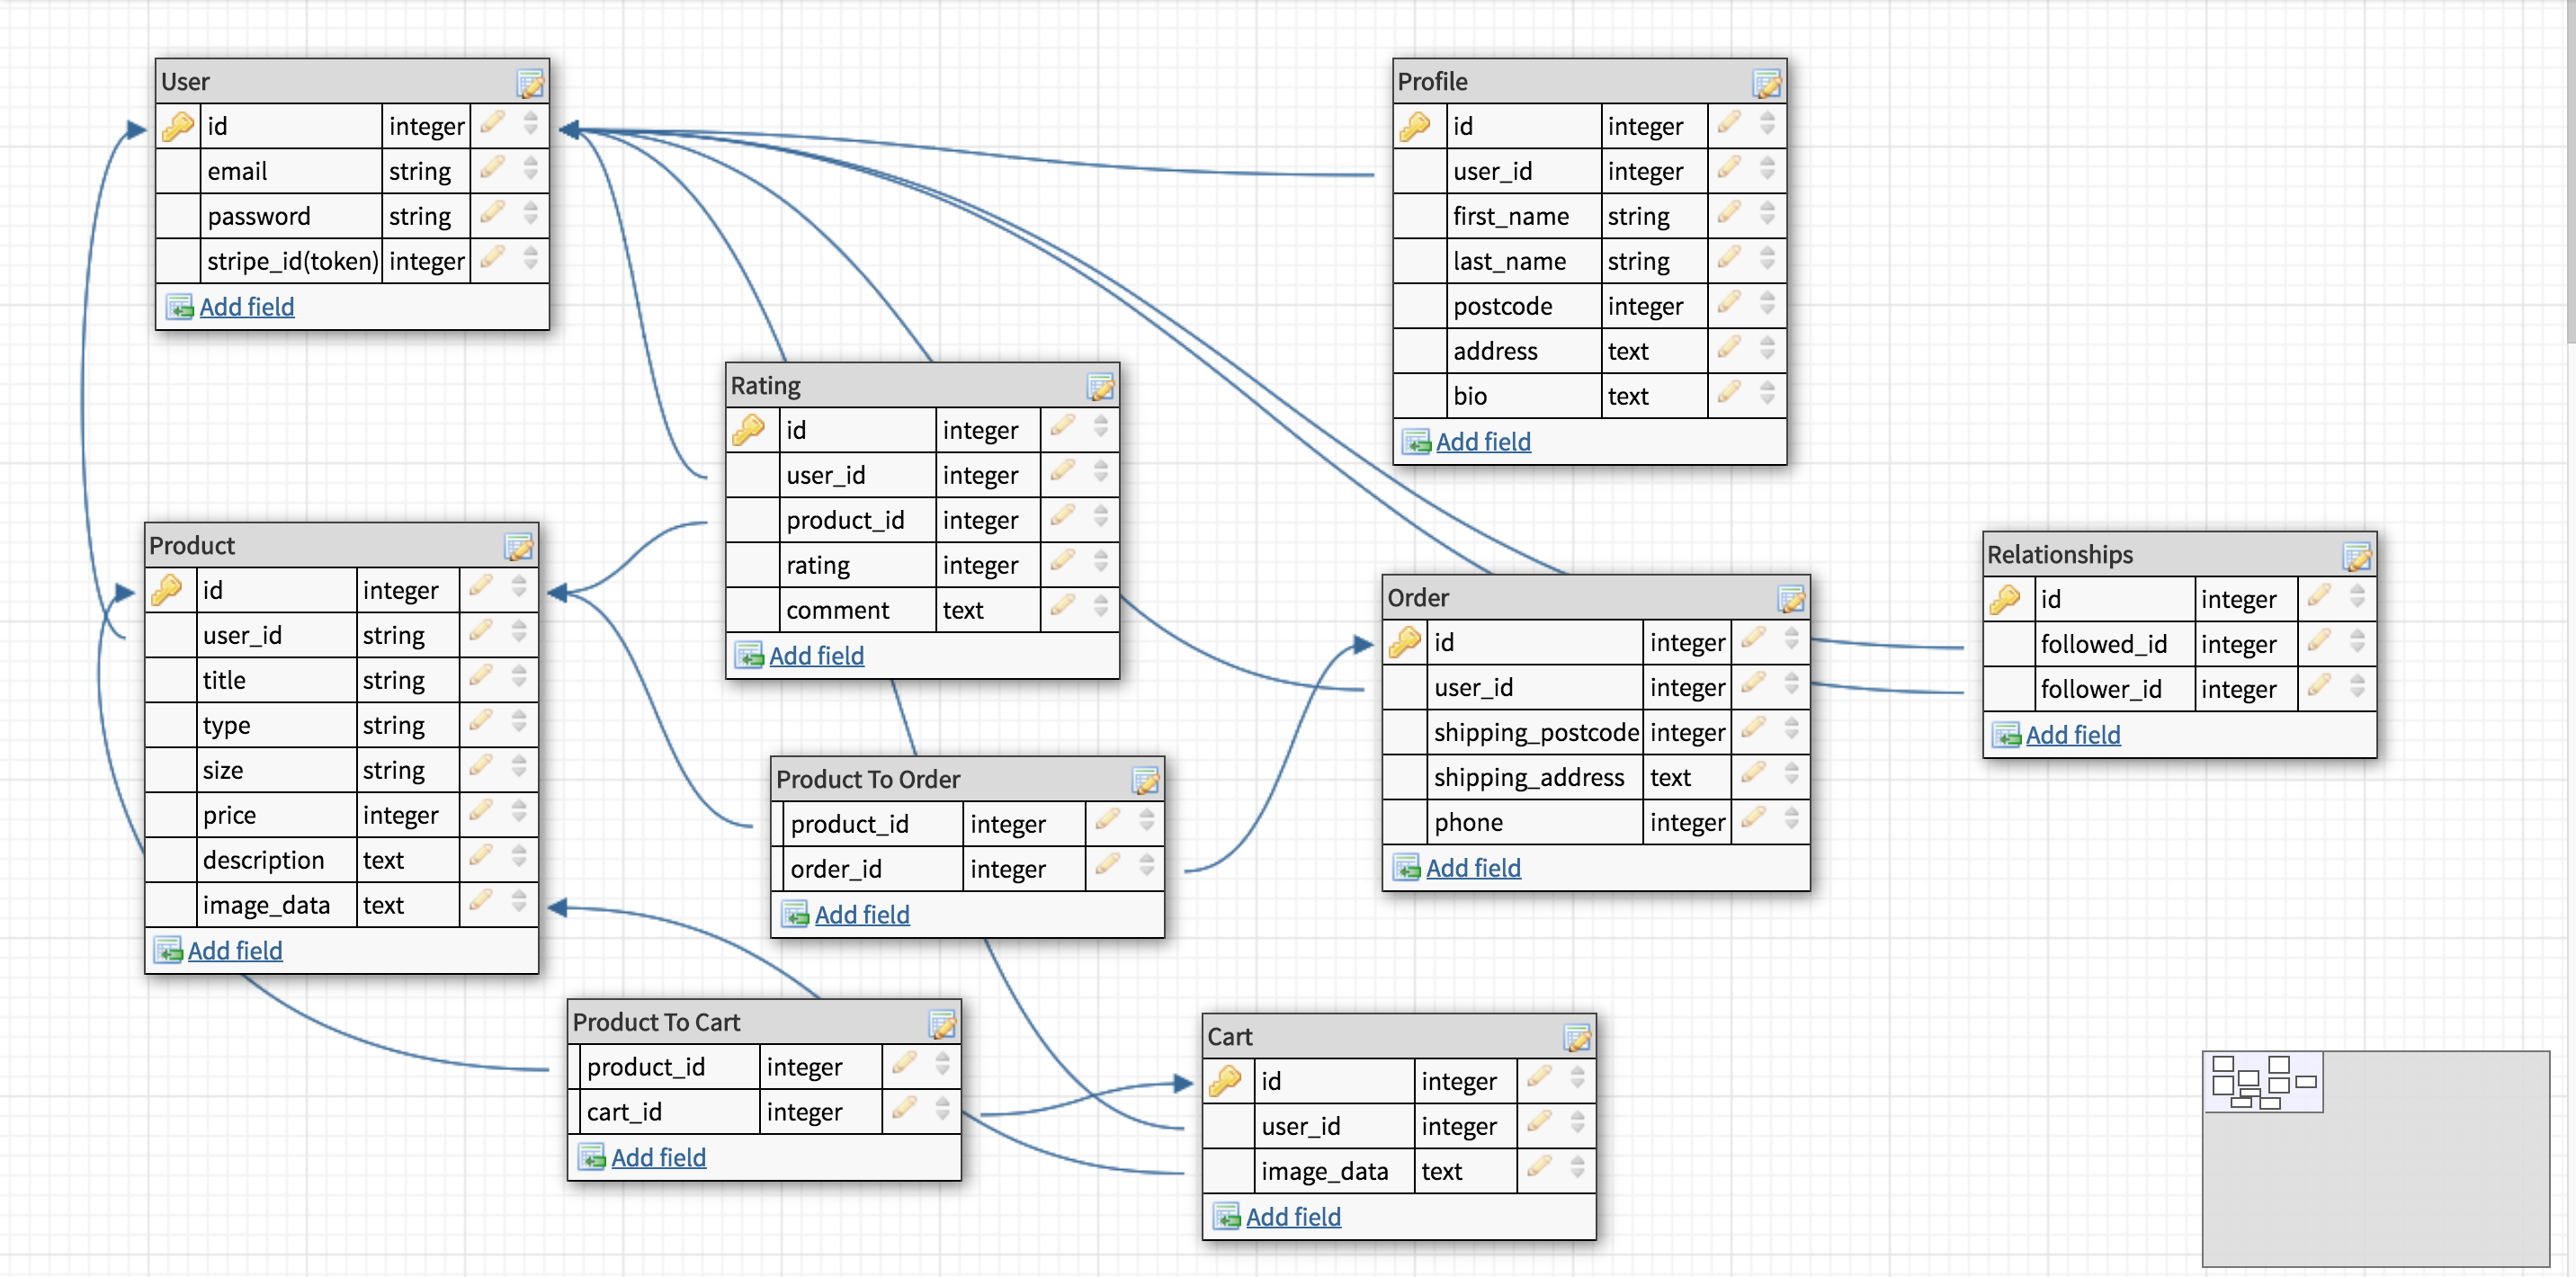 User
id integer
email string
password string
stripe_id(token) integer
Add field
Profile
id integer
user_id integer
first_name string
last_name string
postcode integer
address text
bio text
Add field
Rating
id integer
user_id integer
product_id integer
rating integer
comment text
Add field
Product
id integer
user_id string
title string
type string
size string
price integer
description text
image_data text
Add field
Order
id integer
user_id integer
shipping_postcode integer
shipping_address text
phone integer
Add field
Relationships
id integer
followed_id integer
follower_id integer
Add field
Product To Order
product_id integer
order_id integer
Add field
Product To Cart
product_id integer
cart_id integer
Add field
Cart
id integer
user_id integer
image_data text
Add field